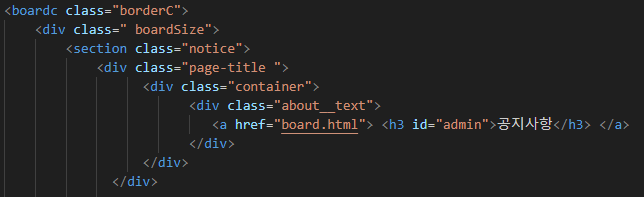 <boardc class="borderC">
<div class=" boardSize">
<section class="notice">
<div class="page-title ">
<div class="container">
<div class="about__text">
<a href="board.html"> <h3 id="admin">공지사항</h3> </a>
</div>
</div>
</div>